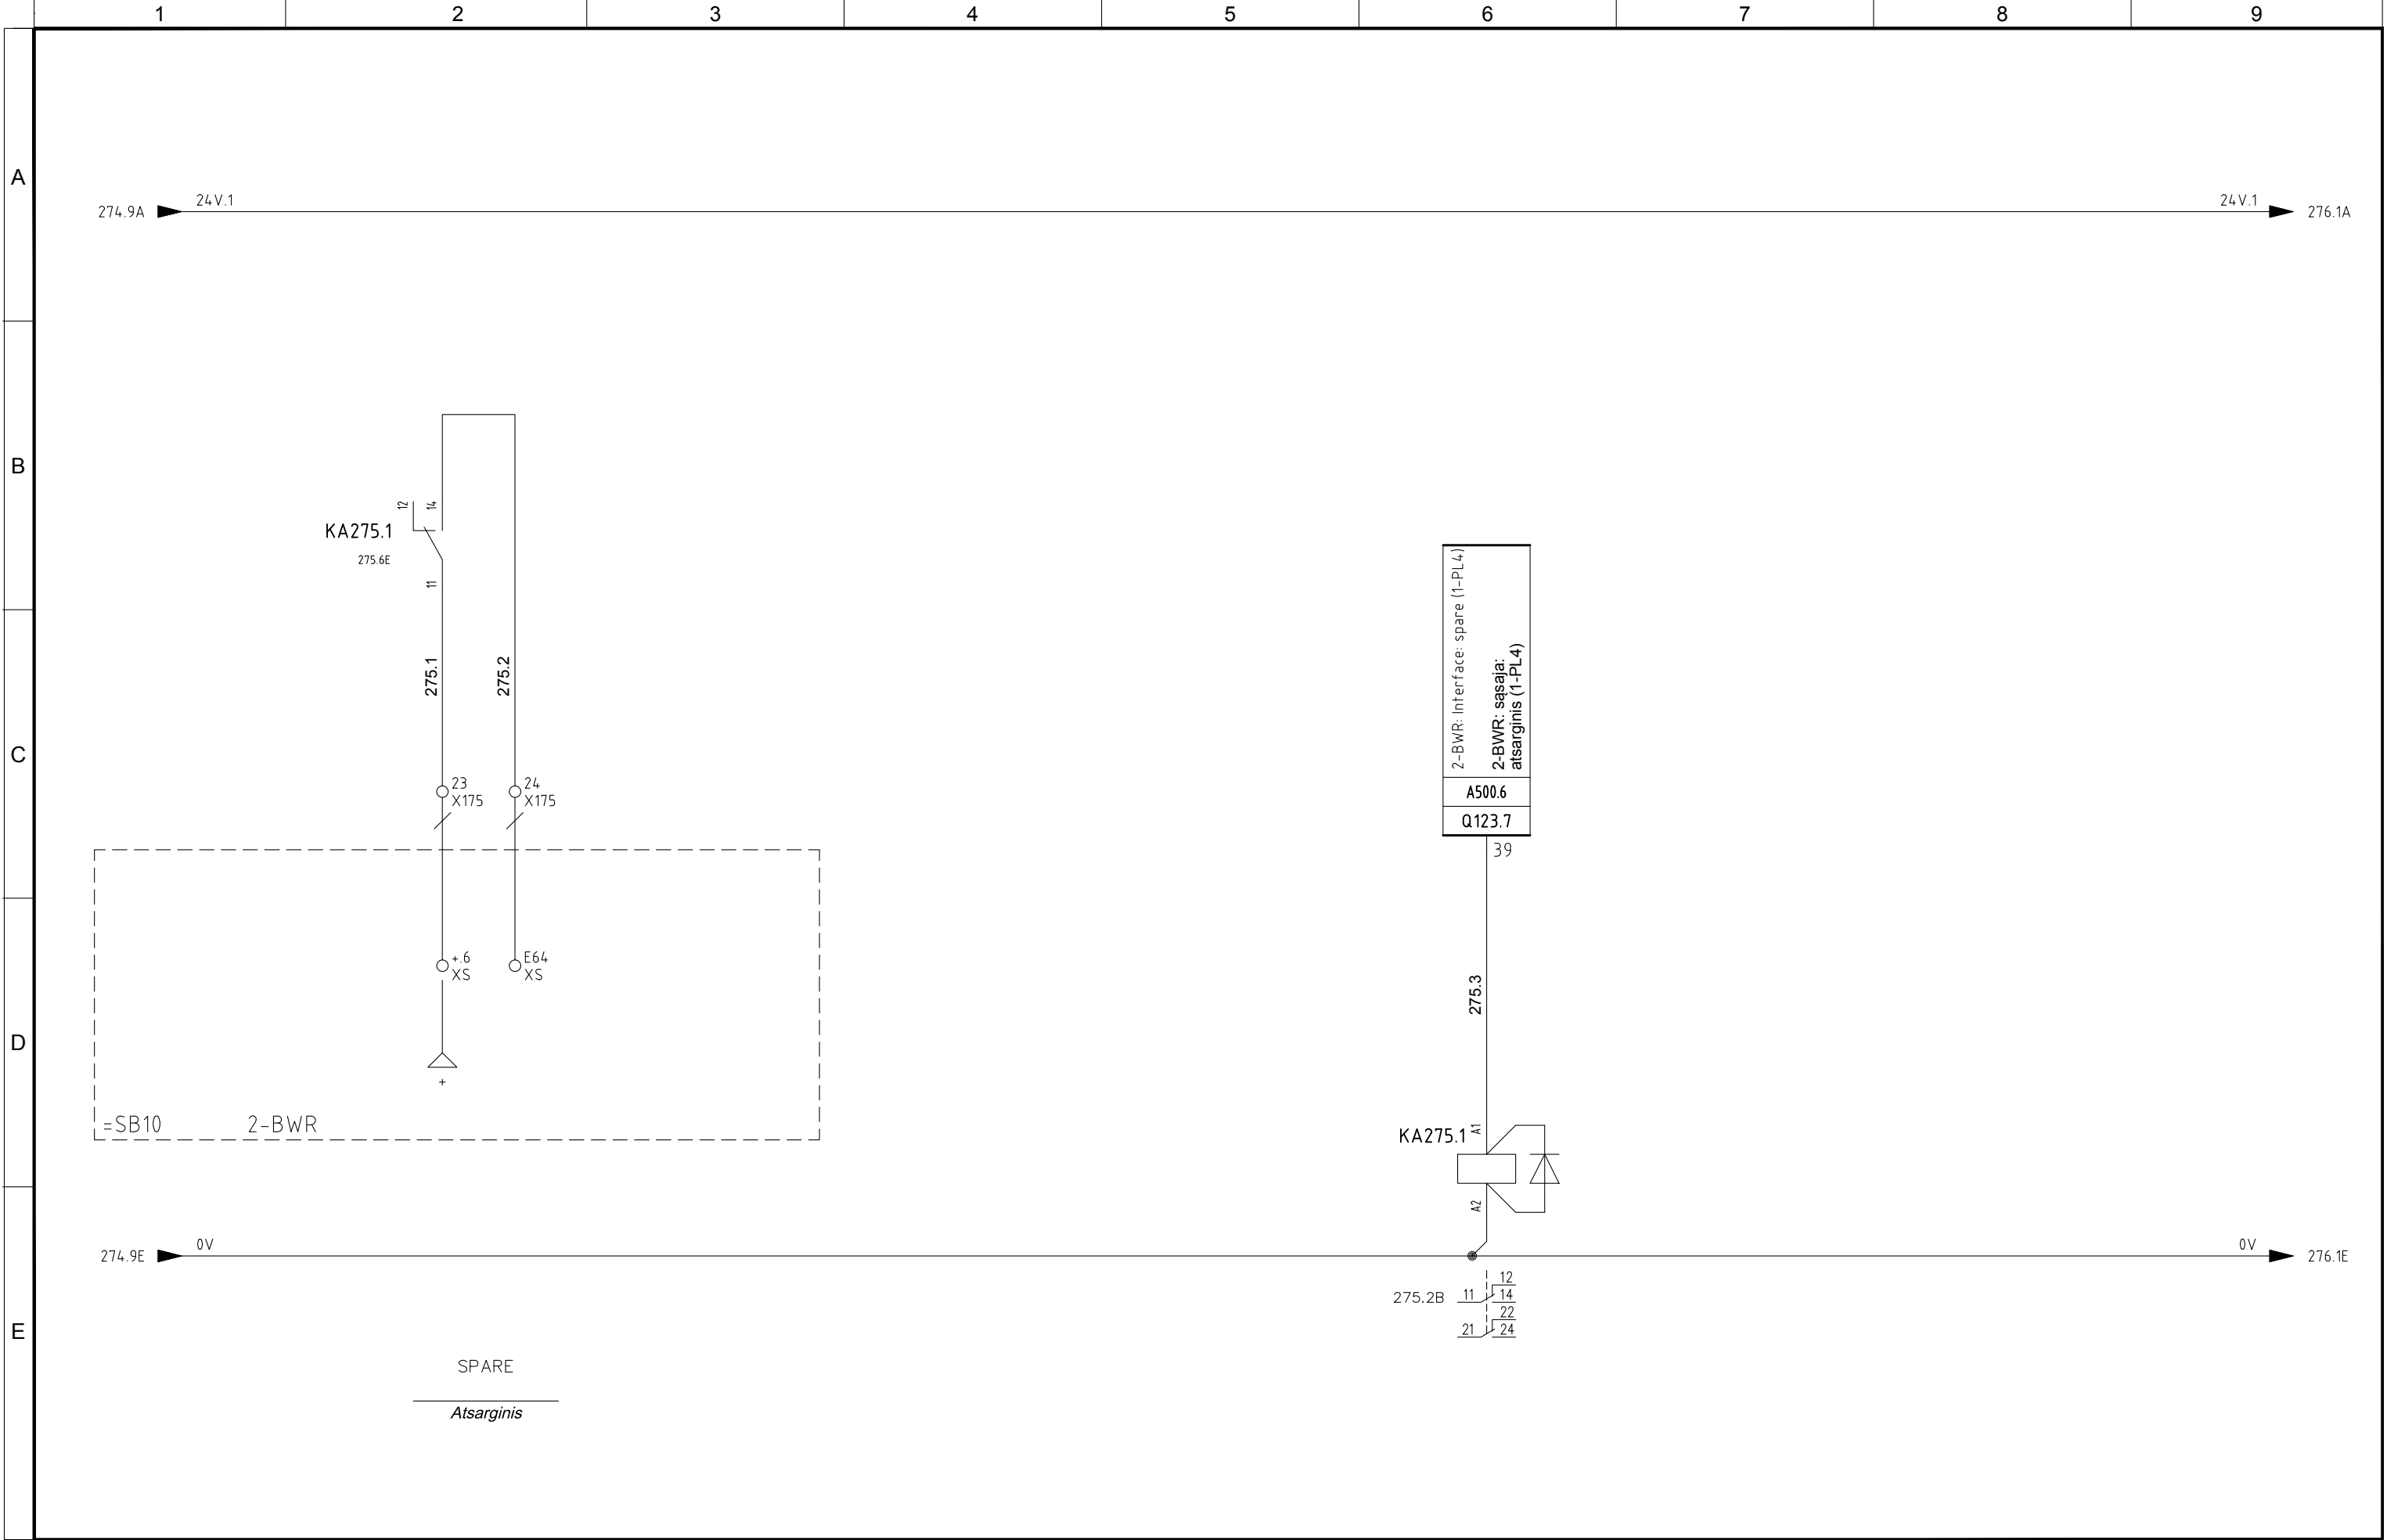 1 2 3 4 5 6 7 8 9
A
24V.1
24V.1
274.9A
276.1A
B
12
14
KA275.1
275.6E
11
2-BWR: Interface: spare (1-PL4)
2-BWR: sąsaja:
atsarginis (1-PL4)
275.1
275.2
C
23
X175
24
X175
A500.6
Q123.7
39
+.6
XS
E64
XS
275.3
D
+
=SB10 2-BWR
A1
KA275.1
A2
0V
0V
274.9E
276.1E
12
275.2B 11 14
22
21 24
E
SPARE
Atsarginis